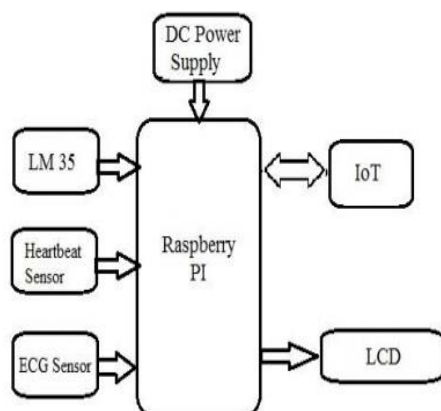 DC Power
Supply
LM 35
IoT
Heartbeat
Sensor
Raspberry
PI
ECG Sensor
LCD